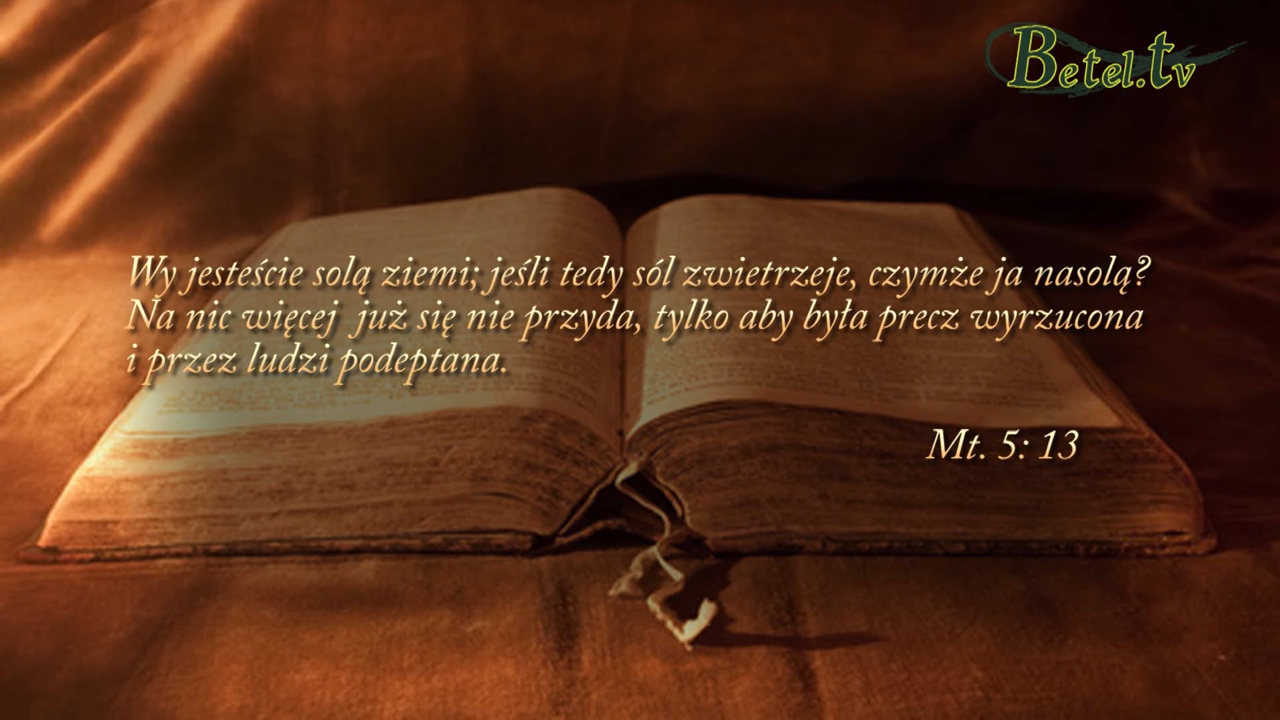 Betel.tv
Wy jesteście solą ziemi; jeśli tedy sól zwietrzeje, czymże ja nasolą?
Na nic więcej już się nie przyda, tylko aby była precz wyrzucona
i przez ludzi podeptana.
Mt. 5: 13